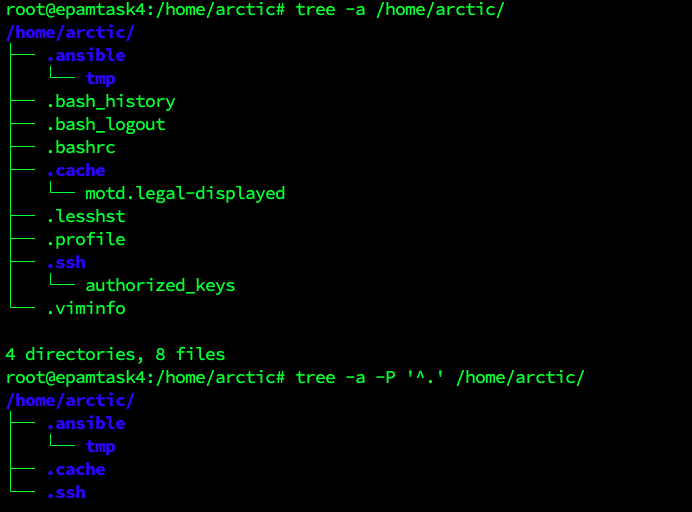 root@epamtask4:/home/arctic# tree -a /home/arctic/
/home/arctic/
├── .ansible
│   └── tmp
├── .bash_history
├── .bash_logout
├── .bashrc
├── .cache
│   └── motd.legal-displayed
├── .lesshst
├── .profile
├── .ssh
│   └── authorized_keys
└── .viminfo

4 directories, 8 files
root@epamtask4:/home/arctic# tree -a -P '^.' /home/arctic/
/home/arctic/
├── .ansible
│   └── tmp
├── .cache
└── .ssh